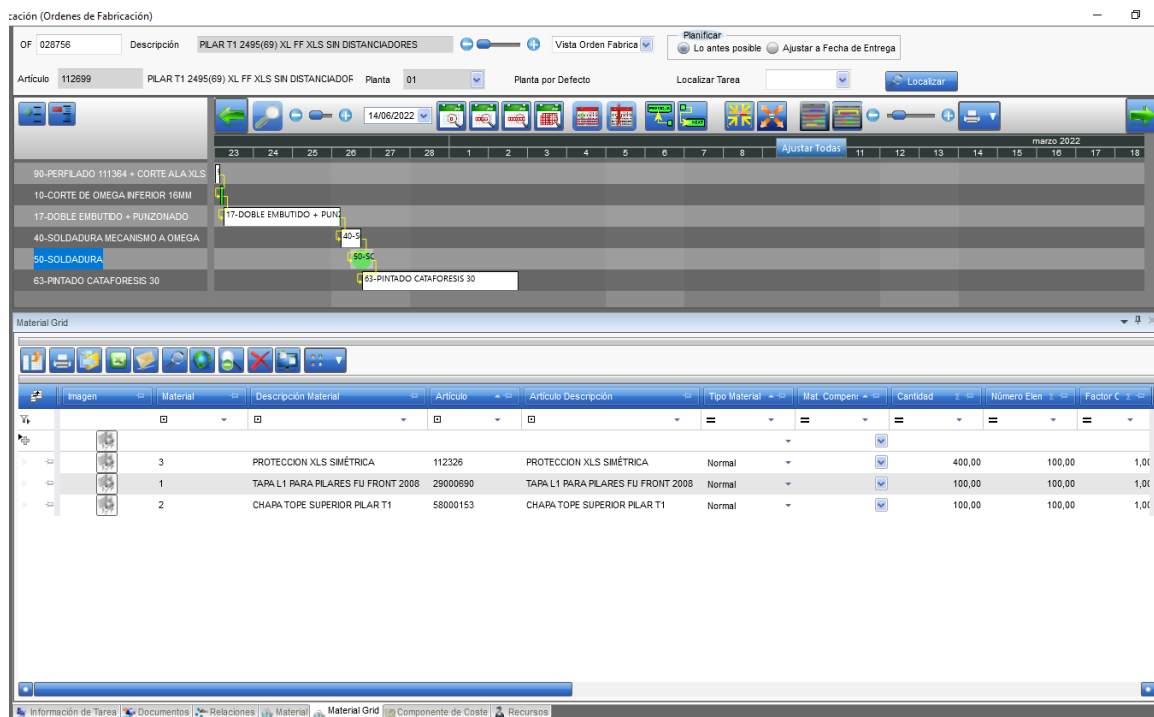 cación (Ordenes de Fabricación)
Planificar
OF 028756 Descripción PILAR T1 2495(69) XL FF XLS SIN DISTANCIADORES Vista Orden Fabrica Lo antes posible Ajustar a Fecha de Entrega
Artículo 112699 PILAR T1 2495(69) XL FF XLS SIN DISTANCIADOF Planta 01 Planta por Defecto Localizar Tarea Localizar
14/06/2022
Ajustar Todas marzo 2022
23 24 25 26 27 28 1 2 3 4 5 6 7 8 11 12 13 14 15 16 17 18
90-PERFILADO 111364 + CORTE ALA XLS
10-CORTE DE OMEGA INFERIOR 16MM
17-DOBLE EMBUTIDO + PUNZONADO 17-DOBLE EMBUTIDO + PUNZ
40-SOLDADURA MECANISMO A OMEGA 40-S
50-SOLDADURA 50-SO
63-PINTADO CATAFORESIS 30 63-PINTADO CATAFORESIS 30
Material Grid
Imagen Material Descripción Material Artículo Artículo Descripción Tipo Material Mat. Compens Cantidad Σ Número Elen Σ Factor C Σ
= = = = =
3 PROTECCION XLS SIMÉTRICA 112326 PROTECCION XLS SIMÉTRICA Normal 400,00 100,00 1,00
1 TAPA L1 PARA PILARES FU FRONT 2008 29000690 TAPA L1 PARA PILARES FU FRONT 2008 Normal 100,00 100,00 1,00
2 CHAPA TOPE SUPERIOR PILAR T1 58000153 CHAPA TOPE SUPERIOR PILAR T1 Normal 100,00 100,00 1,00
Información de Tarea Documentos Relaciones Material Material Grid Componente de Coste Recursos